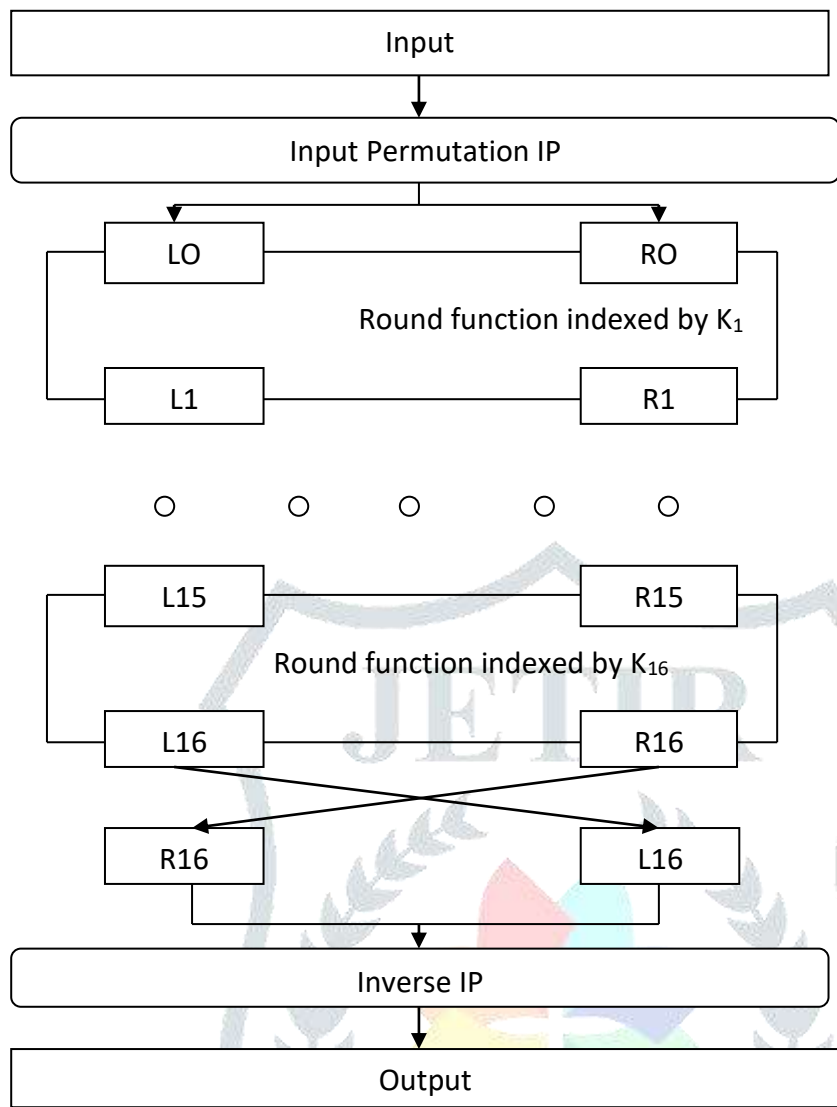 Input
Input Permutation IP
LO RO
Round function indexed by K₁
L1 R1
L15 R15
Round function indexed by K₁₆
JETIR
L16 R16
R16 L16
Inverse IP
Output